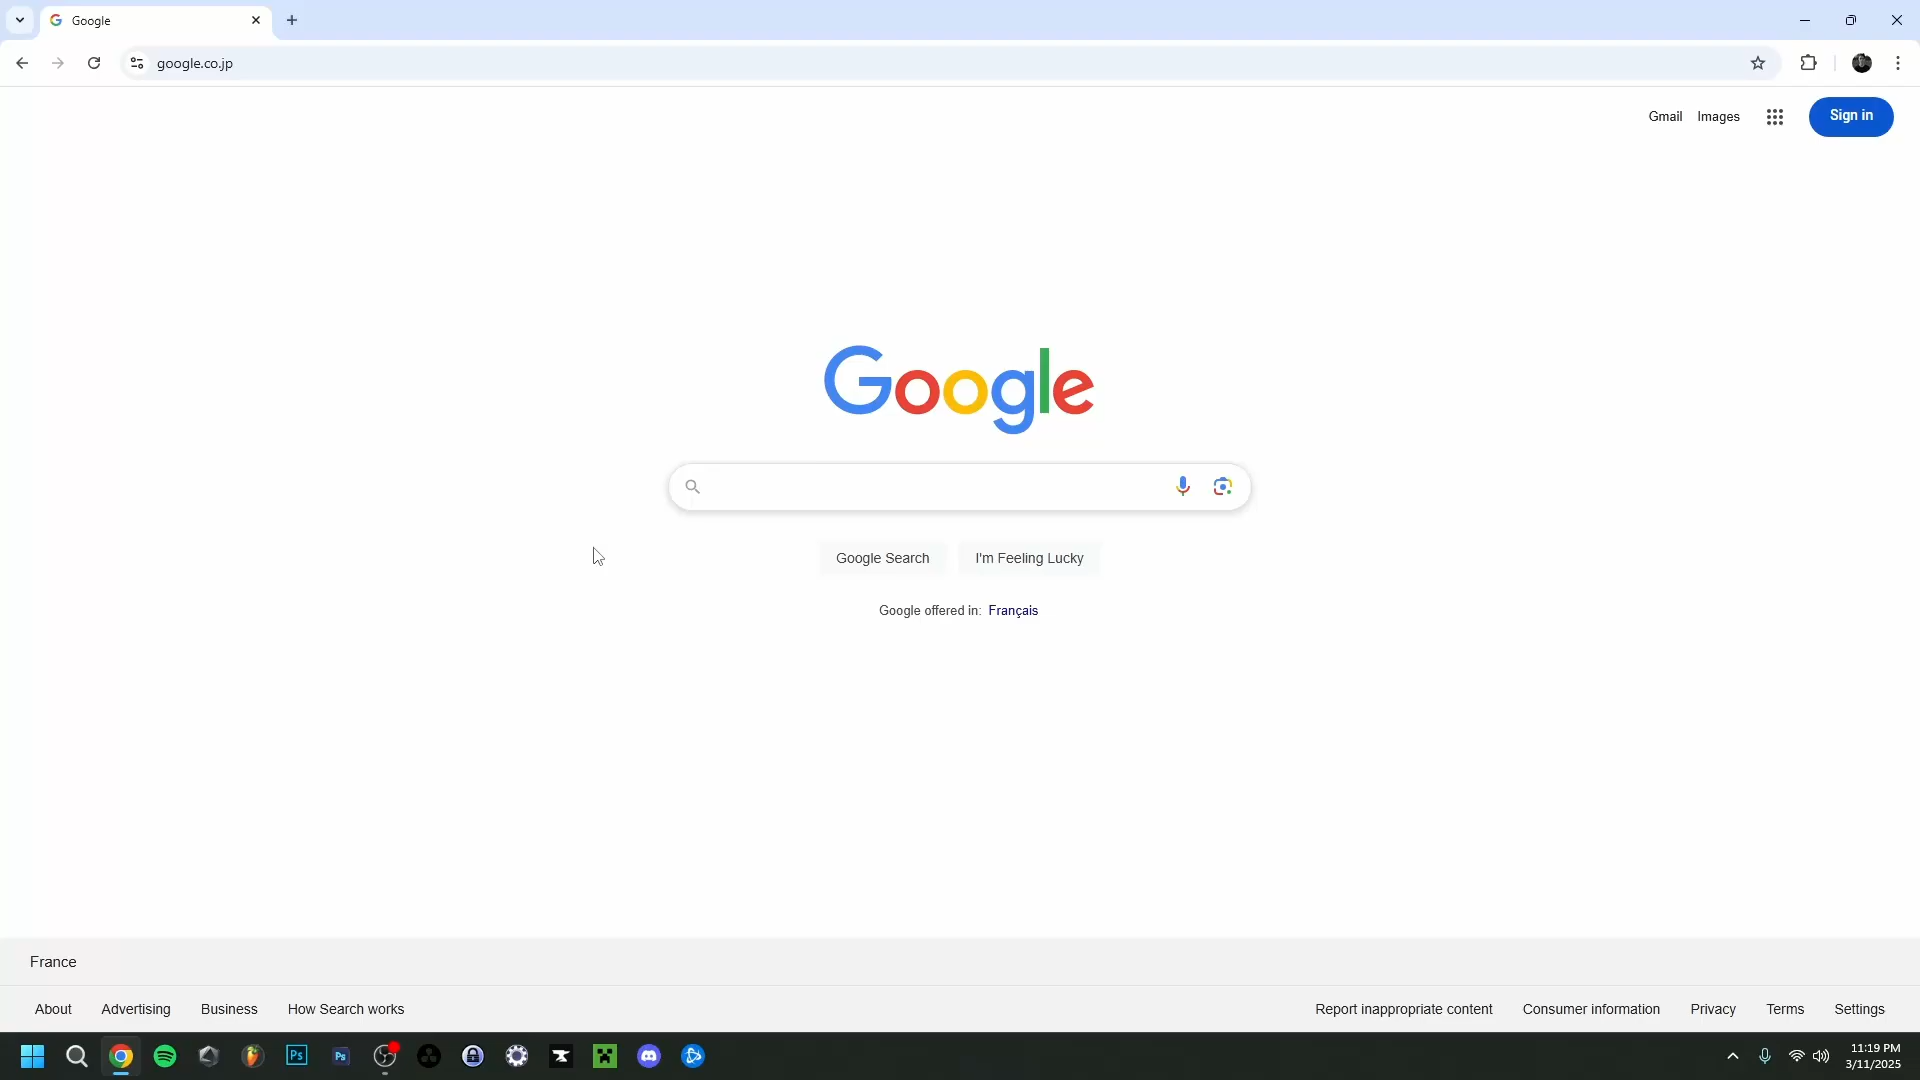 Google
google.co.jp
Gmail Images Sign in
Google
Google Search I'm Feeling Lucky
Google offered in: Français
France
About Advertising Business How Search works Report inappropriate content Consumer information Privacy Terms Settings
Ps Ps 11:19 PM
3/11/2025